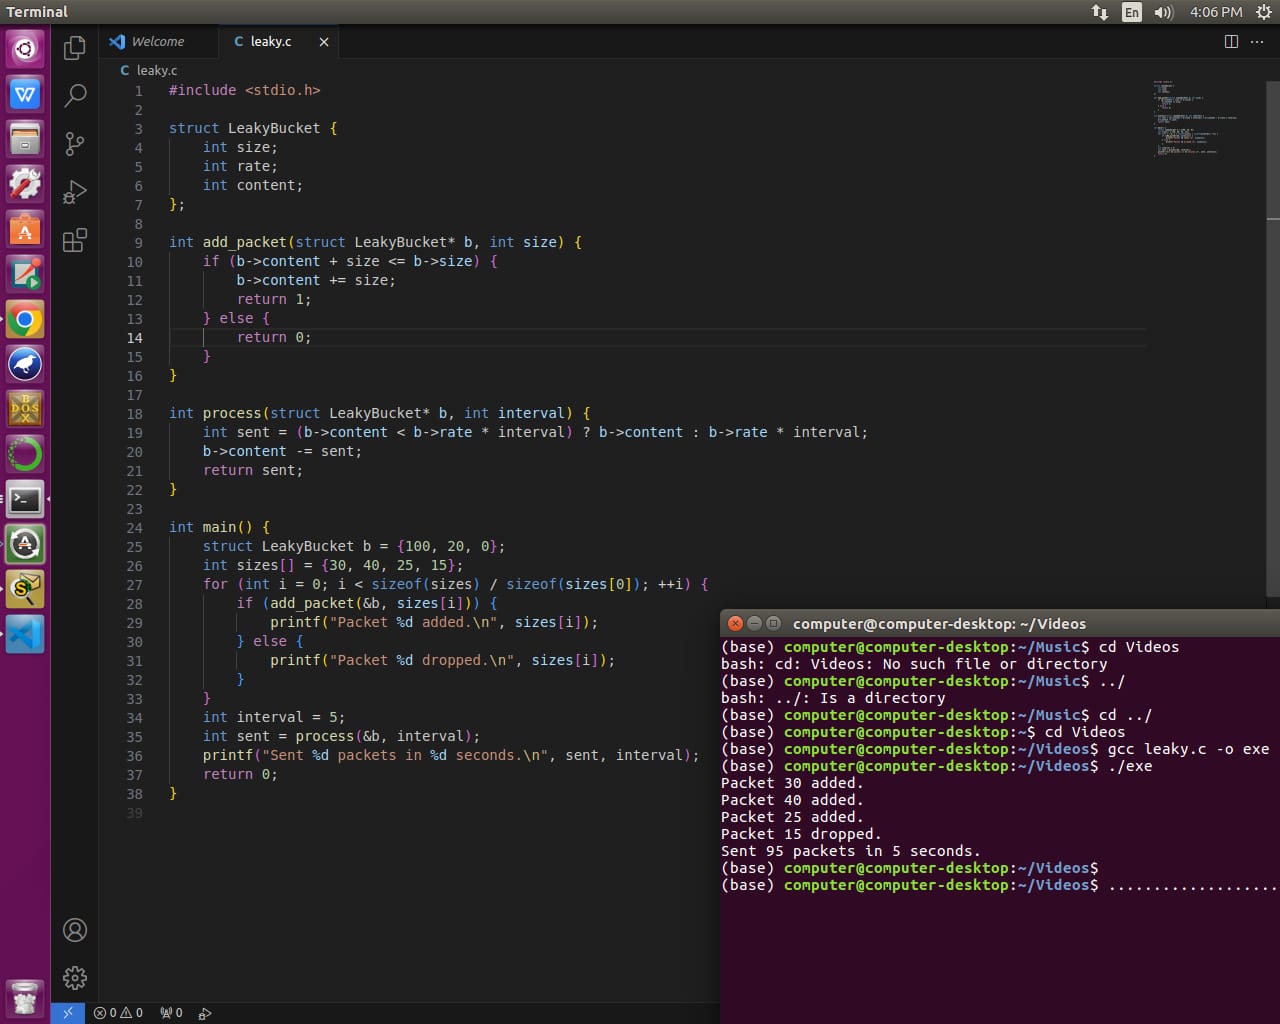 Terminal
En
4:06 PM
Welcome
C leaky.c
C leaky.c
1 #include <stdio.h>
2
3 struct LeakyBucket {
4     int size;
5     int rate;
6     int content;
7 };
8
9 int add_packet(struct LeakyBucket* b, int size) {
10     if (b->content + size <= b->size) {
11         b->content += size;
12         return 1;
13     } else {
14         return 0;
15     }
16 }
17
18 int process(struct LeakyBucket* b, int interval) {
19     int sent = (b->content < b->rate * interval) ? b->content : b->rate * interval;
20     b->content -= sent;
21     return sent;
22 }
23
24 int main() {
25     struct LeakyBucket b = {100, 20, 0};
26     int sizes[] = {30, 40, 25, 15};
27     for (int i = 0; i < sizeof(sizes) / sizeof(sizes[0]); ++i) {
28         if (add_packet(&b, sizes[i])) {
29             printf("Packet %d added.\n", sizes[i]);
30         } else {
31             printf("Packet %d dropped.\n", sizes[i]);
32         }
33     }
34     int interval = 5;
35     int sent = process(&b, interval);
36     printf("Sent %d packets in %d seconds.\n", sent, interval);
37     return 0;
38 }
39
computer@computer-desktop: ~/Videos
(base) computer@computer-desktop:~/Music$ cd Videos
bash: cd: Videos: No such file or directory
(base) computer@computer-desktop:~/Music$ ../
bash: ../: Is a directory
(base) computer@computer-desktop:~/Music$ cd ../
(base) computer@computer-desktop:~$ cd Videos
(base) computer@computer-desktop:~/Videos$ gcc leaky.c -o exe
(base) computer@computer-desktop:~/Videos$ ./exe
Packet 30 added.
Packet 40 added.
Packet 25 added.
Packet 15 dropped.
Sent 95 packets in 5 seconds.
(base) computer@computer-desktop:~/Videos$
(base) computer@computer-desktop:~/Videos$ ...................
0 0 0